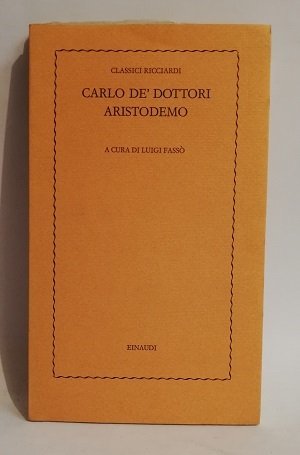 CLASSICI RICCIARDI
CARLO DE' DOTTORI
ARISTODEMO
A CURA DI LUIGI FASSÒ
EINAUDI